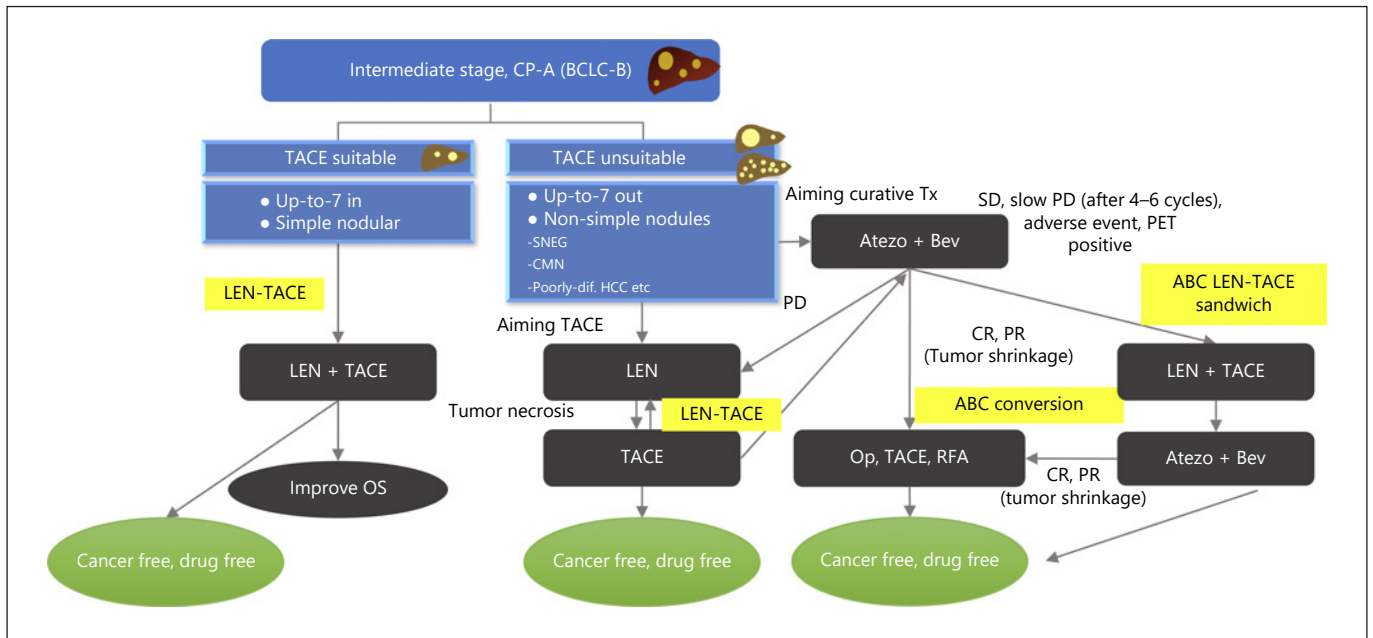 Intermediate stage, CP-A (BCLC-B)
TACE suitable
● Up-to-7 in
● Simple nodular
LEN-TACE
LEN + TACE
Improve OS
Cancer free, drug free
TACE unsuitable
● Up-to-7 out
● Non-simple nodules
-SNEG
-CMN
-Poorly-dif. HCC etc
Aiming TACE
LEN
Tumor necrosis
LEN-TACE
TACE
Cancer free, drug free
Aiming curative Tx
Atezo + Bev
PD
SD, slow PD (after 4–6 cycles),
adverse event, PET
positive
ABC LEN-TACE
sandwich
CR, PR
(Tumor shrinkage)
LEN + TACE
ABC conversion
Op, TACE, RFA
Atezo + Bev
CR, PR
(tumor shrinkage)
Cancer free, drug free